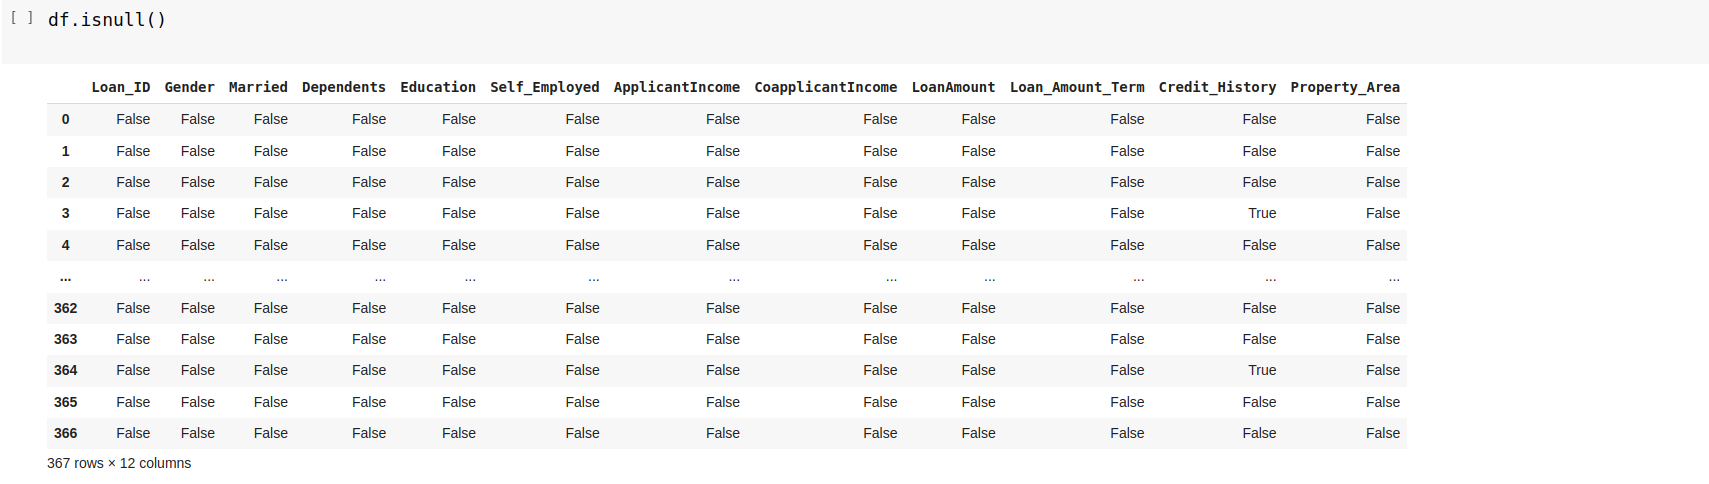 [ ] df.isnull()
Loan_ID Gender Married Dependents Education Self_Employed ApplicantIncome CoapplicantIncome LoanAmount Loan_Amount_Term Credit_History Property_Area
0 False False False False False False False False False False False False
1 False False False False False False False False False False False False
2 False False False False False False False False False False False False
3 False False False False False False False False False False True False
4 False False False False False False False False False False False False
... ... ... ... ... ... ... ... ... ... ... ... ...
362 False False False False False False False False False False False False
363 False False False False False False False False False False False False
364 False False False False False False False False False False True False
365 False False False False False False False False False False False False
366 False False False False False False False False False False False False
367 rows × 12 columns